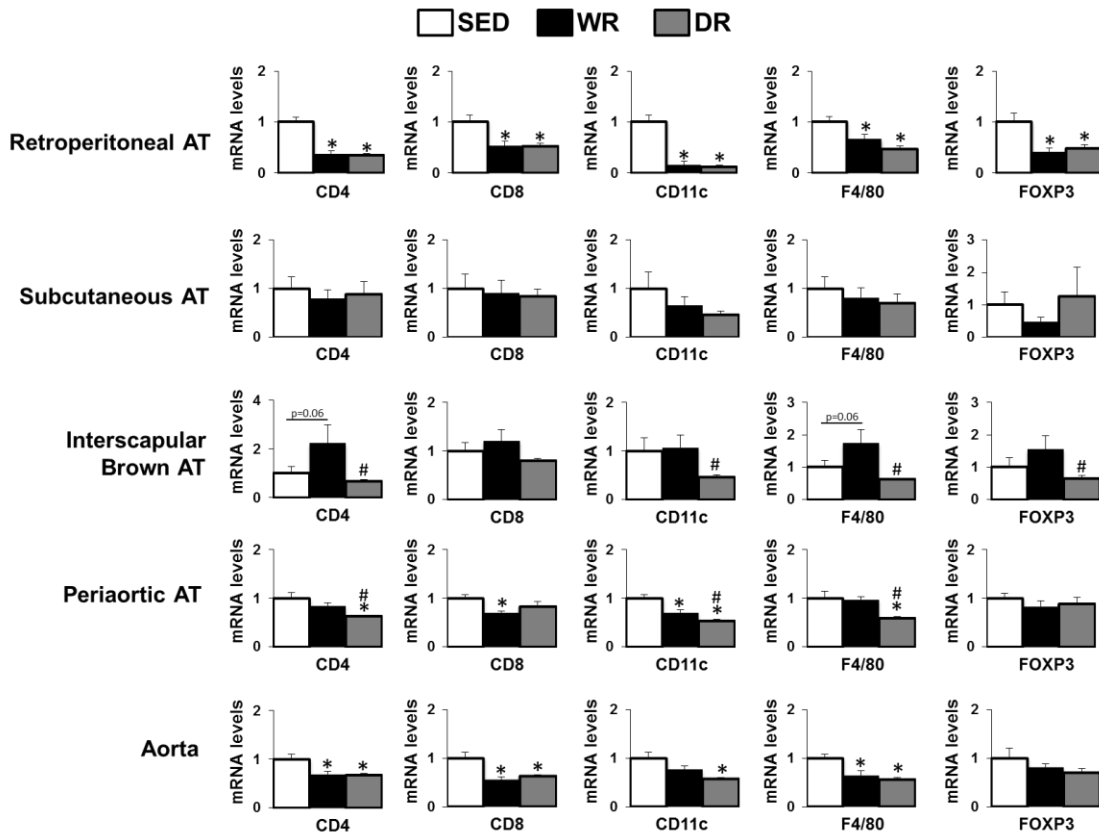 SED WR DR
Retroperitoneal AT
mRNA levels 2 1 0 * * CD4
mRNA levels 2 1 0 * * CD8
mRNA levels 2 1 0 * * CD11c
mRNA levels 2 1 0 * * F4/80
mRNA levels 2 1 0 * * FOXP3
Subcutaneous AT
mRNA levels 2 1 0 CD4
mRNA levels 2 1 0 CD8
mRNA levels 2 1 0 CD11c
mRNA levels 2 1 0 F4/80
mRNA levels 3 2 1 0 FOXP3
Interscapular
Brown AT
mRNA levels 4 2 0 p=0.06 # CD4
mRNA levels 2 1 0 CD8
mRNA levels 2 1 0 # CD11c
mRNA levels 3 2 1 0 p=0.06 # F4/80
mRNA levels 3 2 1 0 # FOXP3
Periaortic AT
mRNA levels 2 1 0 # * CD4
mRNA levels 2 1 0 * CD8
mRNA levels 2 1 0 * # * CD11c
mRNA levels 2 1 0 # * F4/80
mRNA levels 2 1 0 FOXP3
Aorta
mRNA levels 2 1 0 * * CD4
mRNA levels 2 1 0 * * CD8
mRNA levels 2 1 0 * CD11c
mRNA levels 2 1 0 * * F4/80
mRNA levels 2 1 0 FOXP3